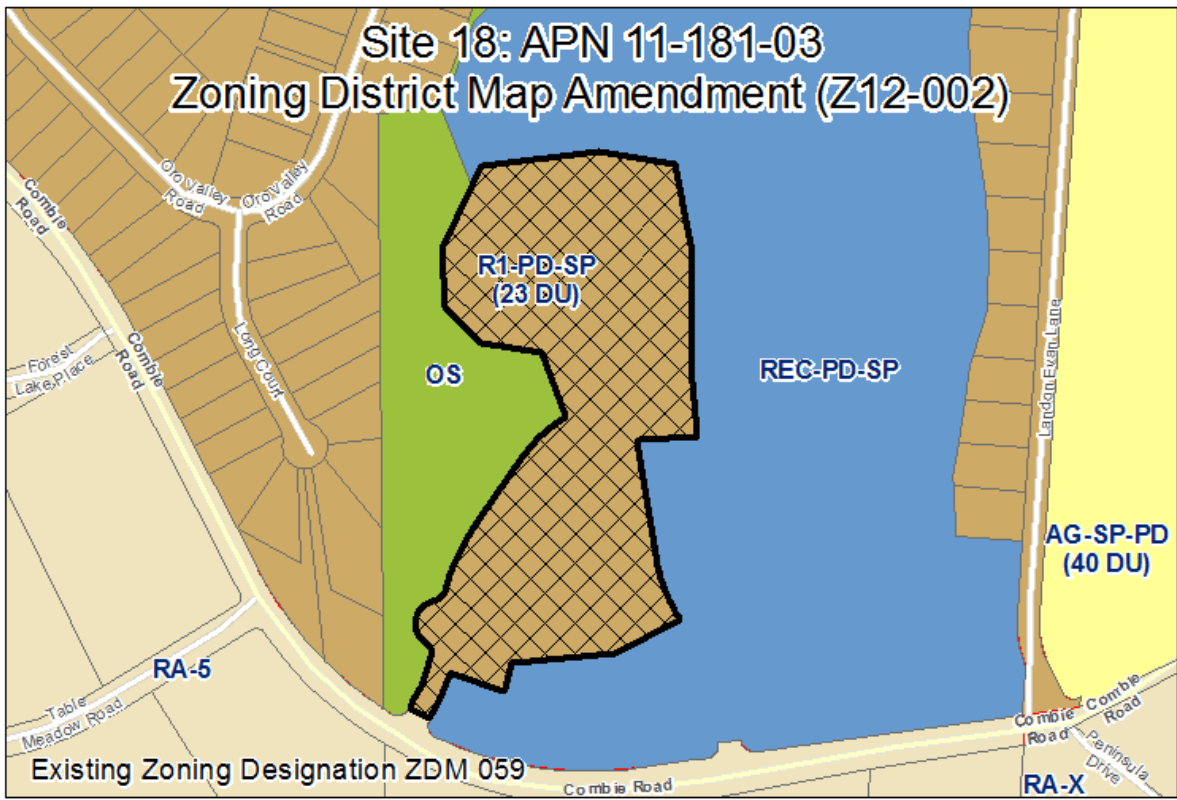 Site 18: APN 11-181-03
Zoning District Map Amendment (Z12-002)
Oro Valley
Road
Oro Valley
Road
Combie
Road
R1-PD-SP
(23 DU)
Combie
Road
Forest
Lake Place
Long Court
OS
REC-PD-SP
Landon Evan Lane
AG-SP-PD
(40 DU)
RA-5
Table
Meadow Road
Combie
Road
Combie
Road
Peninsula
Drive
Existing Zoning Designation ZDM 059
Combie Road
RA-X